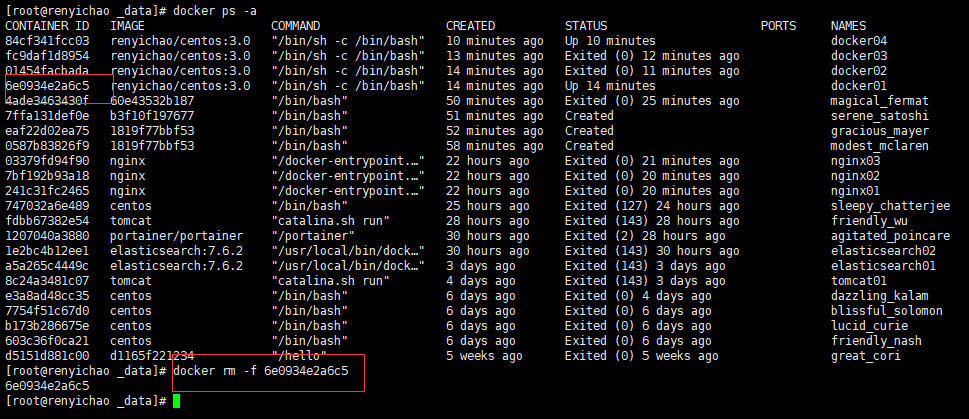 [root@renyichao _data]# docker ps -a
CONTAINER ID IMAGE COMMAND CREATED STATUS PORTS NAMES
84cf341fcc03 renyichao/centos:3.0 "/bin/sh -c /bin/bash" 10 minutes ago Up 10 minutes docker04
fc9daf1d8954 renyichao/centos:3.0 "/bin/sh -c /bin/bash" 13 minutes ago Exited (0) 12 minutes ago docker03
01454facbada renyichao/centos:3.0 "/bin/sh -c /bin/bash" 14 minutes ago Exited (0) 11 minutes ago docker02
6e0934e2a6c5 renyichao/centos:3.0 "/bin/sh -c /bin/bash" 14 minutes ago Up 14 minutes docker01
4ade3463430f 60e43532b187 "/bin/bash" 50 minutes ago Exited (0) 25 minutes ago magical_fermat
7ffa131def0e b3f10f197677 "/bin/bash" 51 minutes ago Created serene_satoshi
eaf22d02ea75 1819f77bbf53 "/bin/bash" 52 minutes ago Created gracious_mayer
0587b83826f9 1819f77bbf53 "/bin/bash" 58 minutes ago Created modest_mclaren
03379fd94f90 nginx "/docker-entrypoint.…" 22 hours ago Exited (0) 21 minutes ago nginx03
7bf192b93a18 nginx "/docker-entrypoint.…" 22 hours ago Exited (0) 20 minutes ago nginx02
241c31fc2465 nginx "/docker-entrypoint.…" 22 hours ago Exited (0) 20 minutes ago nginx01
747032a6e489 centos "/bin/bash" 25 hours ago Exited (127) 24 hours ago sleepy_chatterjee
fdbb67382e54 tomcat "catalina.sh run" 28 hours ago Exited (143) 28 hours ago friendly_wu
1207040a3880 portainer/portainer "/portainer" 30 hours ago Exited (2) 28 hours ago agitated_poincare
1e2bc4b12ee1 elasticsearch:7.6.2 "/usr/local/bin/dock…" 30 hours ago Exited (143) 30 hours ago elasticsearch02
a5a265c4449c elasticsearch:7.6.2 "/usr/local/bin/dock…" 3 days ago Exited (143) 3 days ago elasticsearch01
8c24a3481c07 tomcat "catalina.sh run" 4 days ago Exited (143) 3 days ago tomcat01
e3a8ad48cc35 centos "/bin/bash" 6 days ago Exited (0) 4 days ago dazzling_kalam
7754f51c67d0 centos "/bin/bash" 6 days ago Exited (0) 6 days ago blissful_solomon
b173b286675e centos "/bin/bash" 6 days ago Exited (0) 6 days ago lucid_curie
603c36f0ca21 centos "/bin/bash" 6 days ago Exited (0) 6 days ago friendly_nash
d5151d881c00 d1165f221234 "/hello" 5 weeks ago Exited (0) 5 weeks ago great_cori
[root@renyichao _data]# docker rm -f 6e0934e2a6c5
6e0934e2a6c5
[root@renyichao _data]#